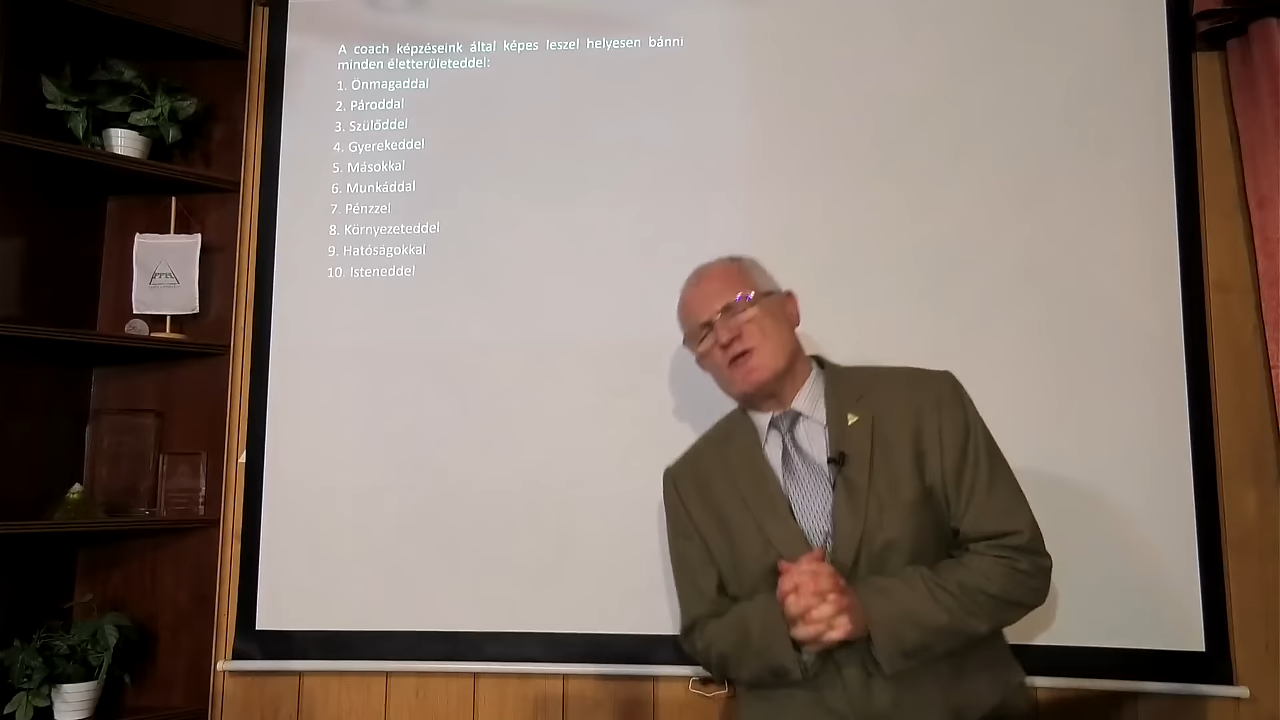 A coach képzéseink által képes leszel helyesen bánni
minden életterületeddel:
1. Önmagaddal
2. Pároddal
3. Szülőddel
4. Gyerekeddel
5. Másokkal
6. Munkáddal
7. Pénzzel
8. Környezeteddel
9. Hatóságokkal
10. Isteneddel